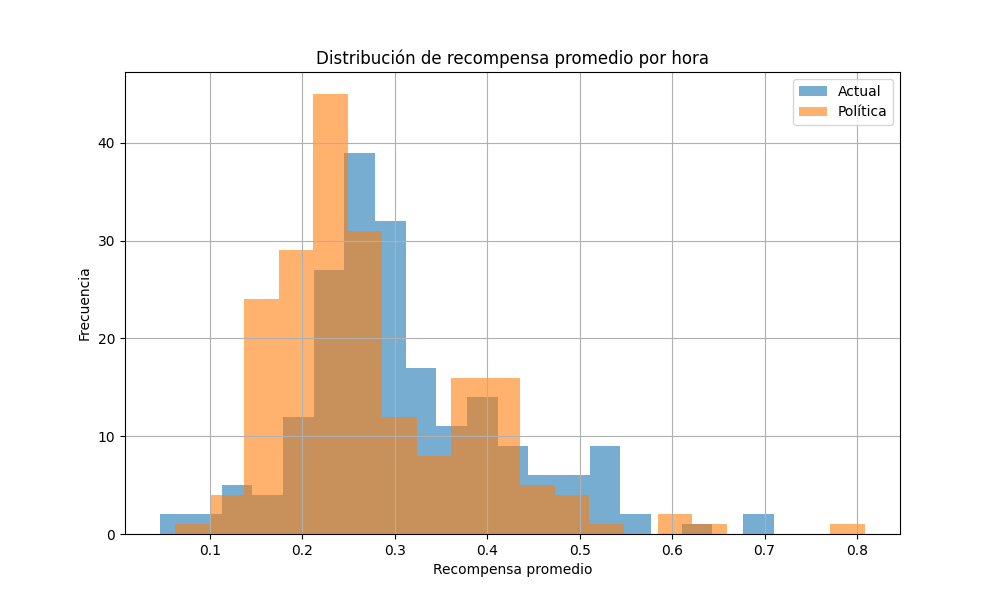 Distribución de recompensa promedio por hora
Actual
Política
Frecuencia
40
30
20
10
0
0.1 0.2 0.3 0.4 0.5 0.6 0.7 0.8
Recompensa promedio